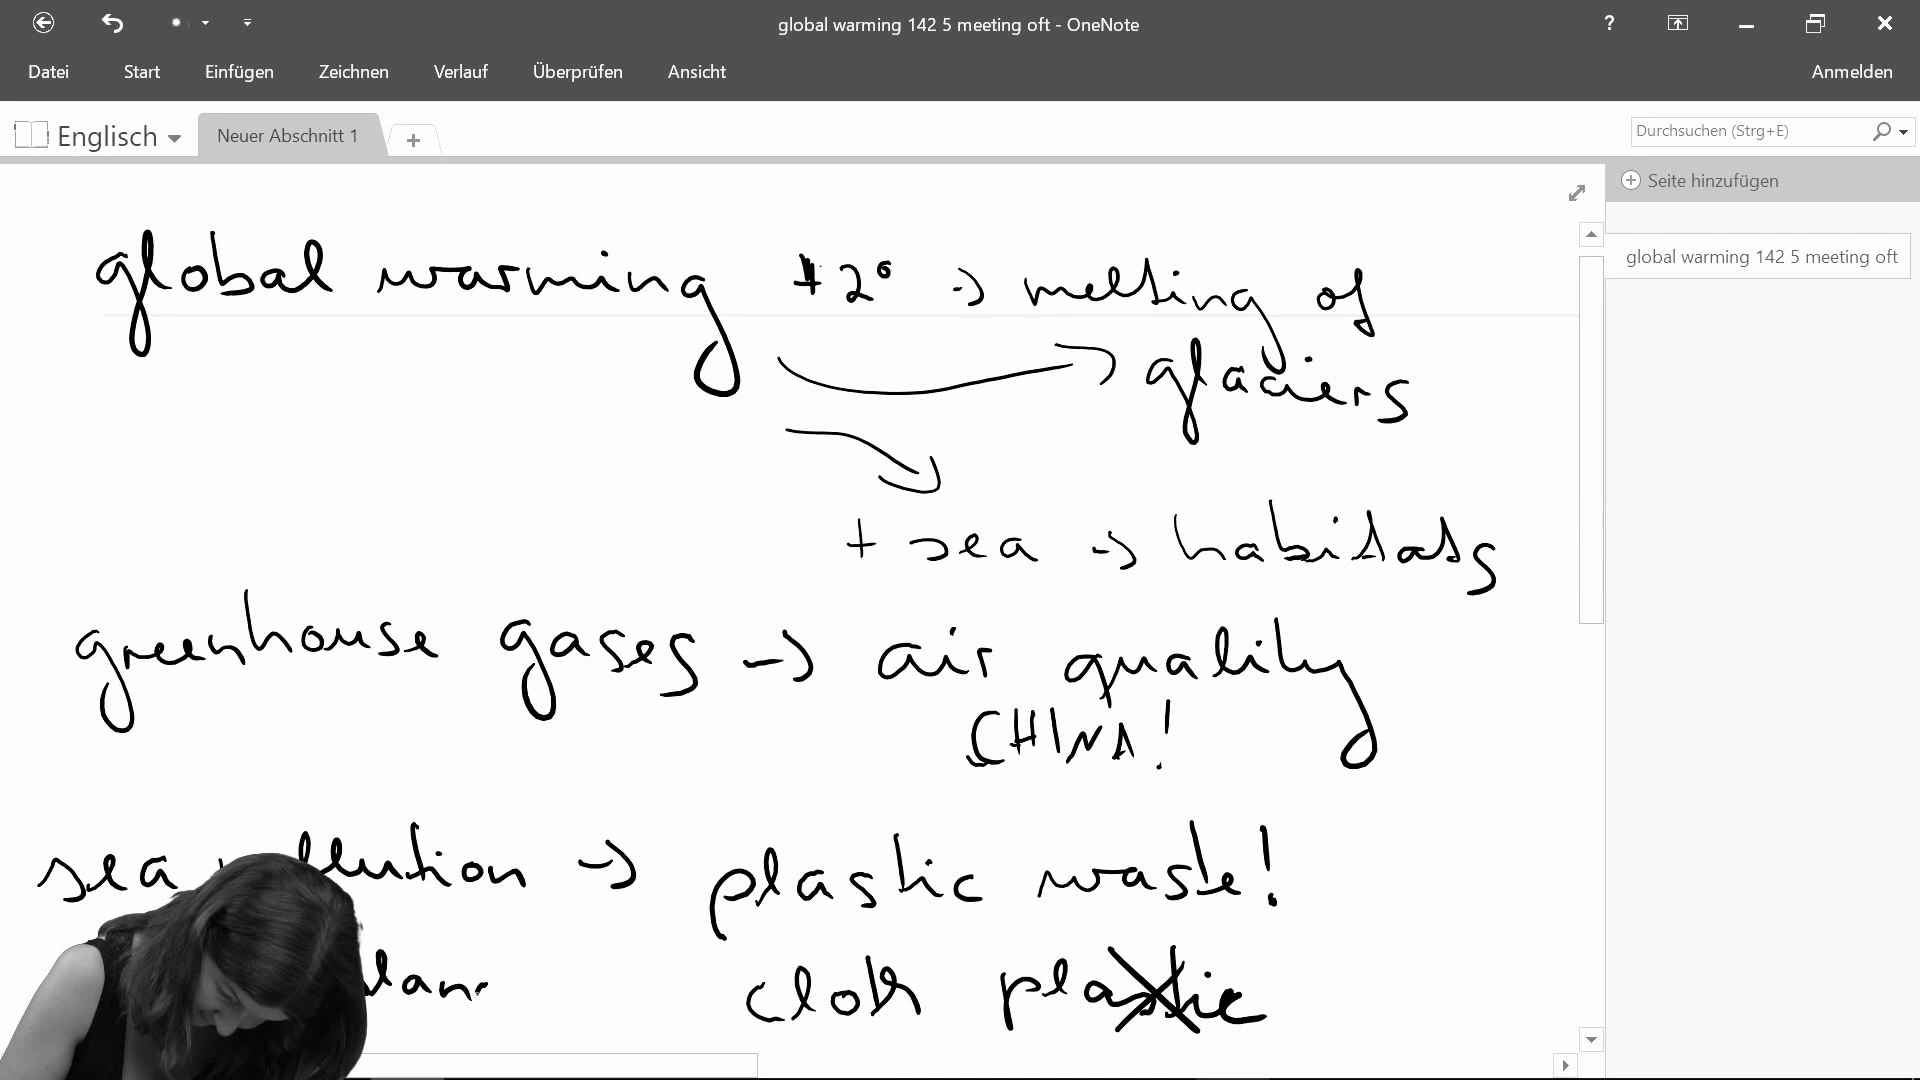 global warming 142 5 meeting oft - OneNote
?
Datei Start Einfügen Zeichnen Verlauf Überprüfen Ansicht Anmelden
Englisch Neuer Abschnitt 1 + Durchsuchen (Strg+E)
Seite hinzufügen
global warming 142 5 meeting oft
global warming +2° -> melting of
glaciers
+ sea -> habitats
greenhouse gases -> air quality
CHINA!
sea -> plastic waste!
cloth plastic